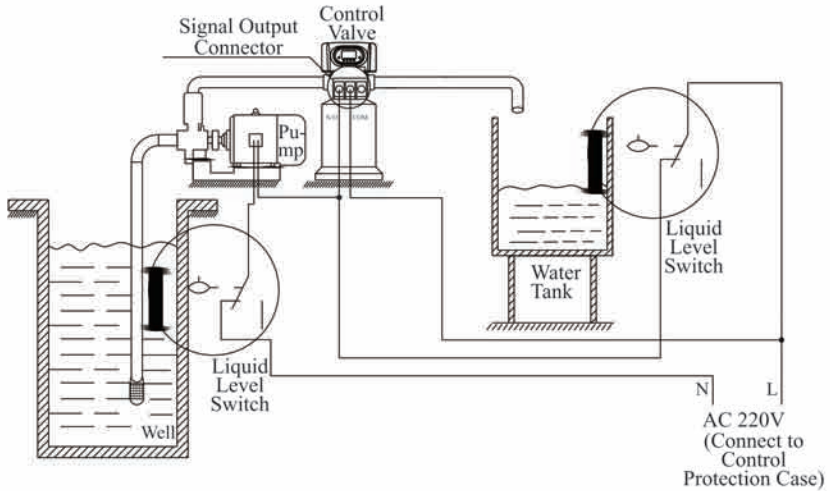 Signal Output
Connector
Control
Valve
Pu-
mp
Liquid
Level
Switch
Water
Tank
Liquid
Level
Switch
Well
N
L
AC 220V
(Connect to
Control
Protection Case)